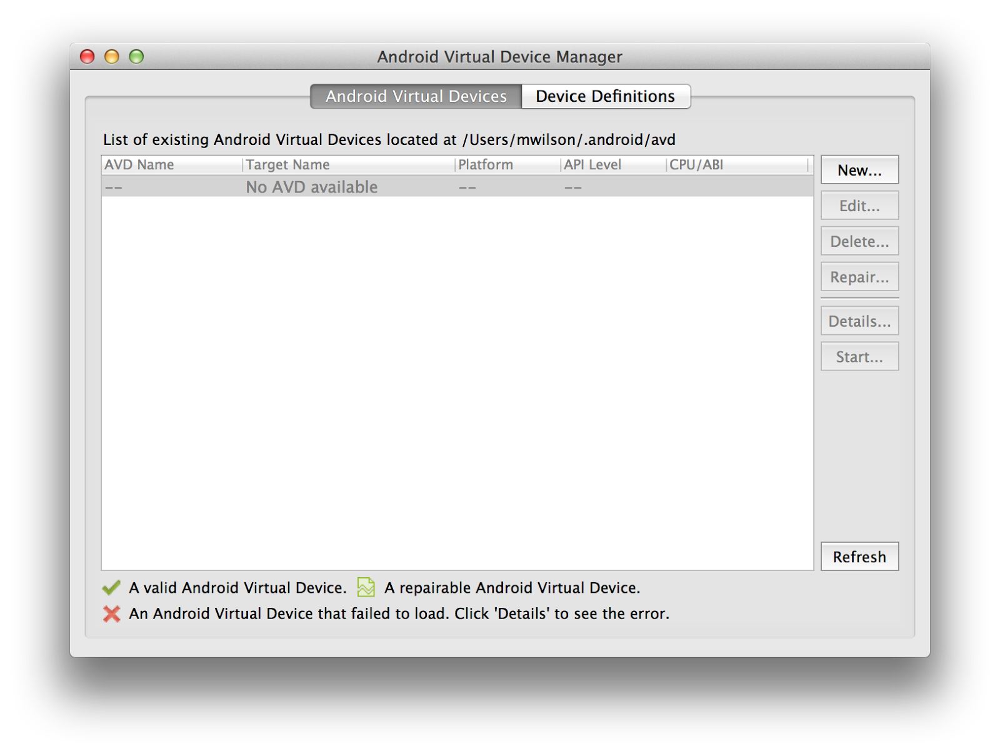 Android Virtual Device Manager
Android Virtual Devices Device Definitions
List of existing Android Virtual Devices located at /Users/mwilson/.android/avd
AVD Name Target Name Platform API Level CPU/ABI
-- No AVD available -- --
New...
Edit...
Delete...
Repair...
Details...
Start...
Refresh
A valid Android Virtual Device. A repairable Android Virtual Device.
An Android Virtual Device that failed to load. Click 'Details' to see the error.